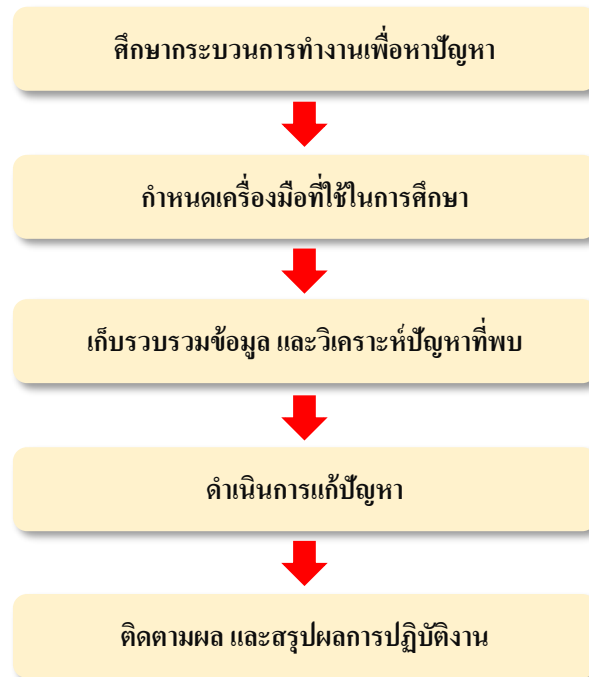 ศึกษากระบวนการทำงานเพื่อหาปัญหา
กำหนดเครื่องมือที่ใช้ในการศึกษา
เก็บรวบรวมข้อมูล และวิเคราะห์ปัญหาที่พบ
ดำเนินการแก้ปัญหา
ติดตามผล และสรุปผลการปฏิบัติงาน